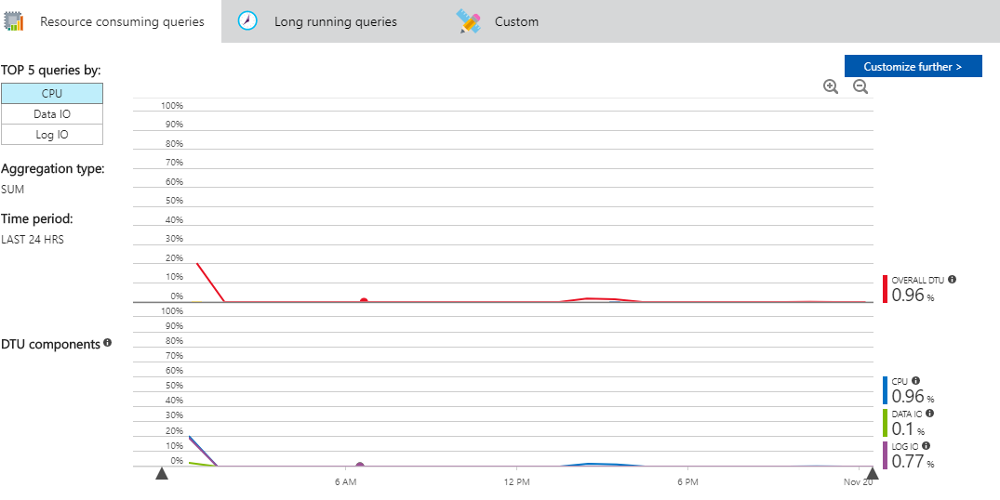 Resource consuming queries
Long running queries
Custom
TOP 5 queries by:
Customize further >
CPU
Data IO
Log IO
Aggregation type:
SUM
Time period:
LAST 24 HRS
100%
90%
80%
70%
60%
50%
40%
30%
20%
10%
0%
OVERALL DTU
0.96 %
DTU components
100%
90%
80%
70%
60%
50%
40%
30%
20%
10%
0%
CPU
0.96 %
DATA IO
0.1 %
LOG IO
0.77 %
6 AM
12 PM
6 PM
Nov 20